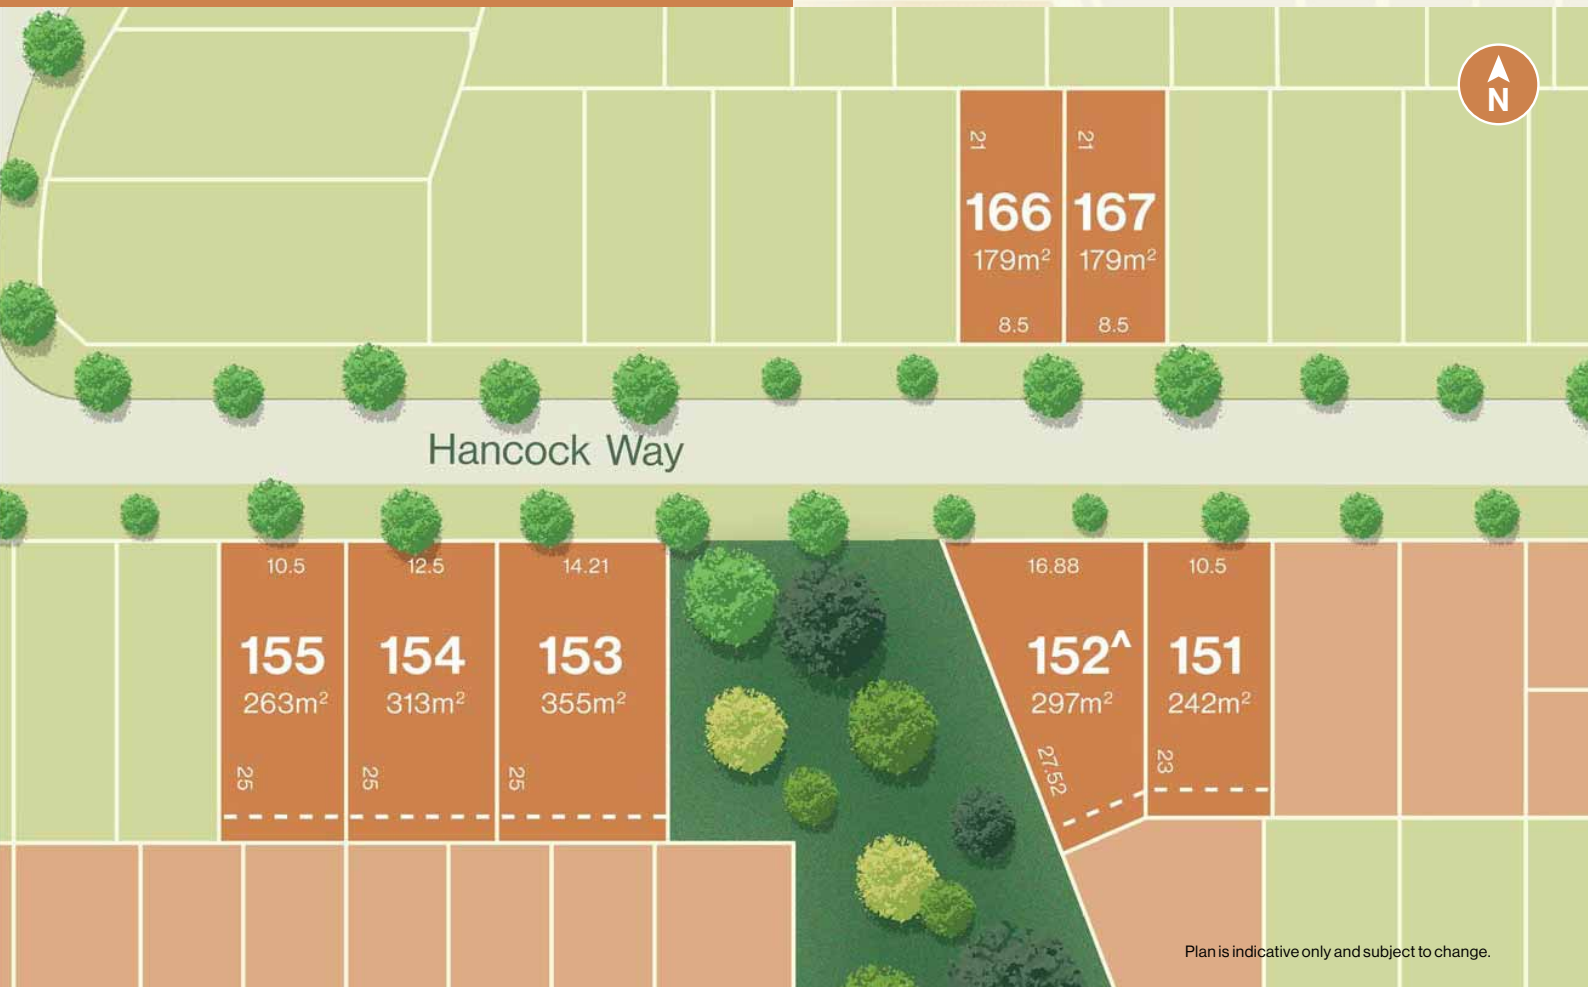 N
21
21
166
167
179m²
179m²
8.5
8.5
Hancock Way
10.5
12.5
14.21
16.88
10.5
155
154
153
152^
151
263m²
313m²
355m²
297m²
242m²
25
25
25
27.52
23
Plan is indicative only and subject to change.